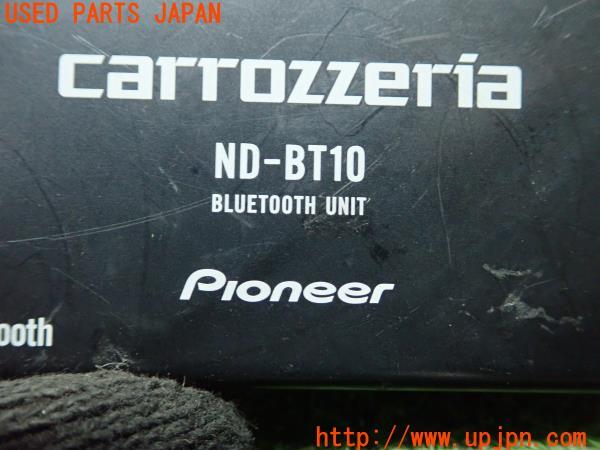 USED PARTS JAPAN
carrozzeria
ND-BT10
BLUETOOTH UNIT
Pioneer
ooth
http://www.upjpn.com/